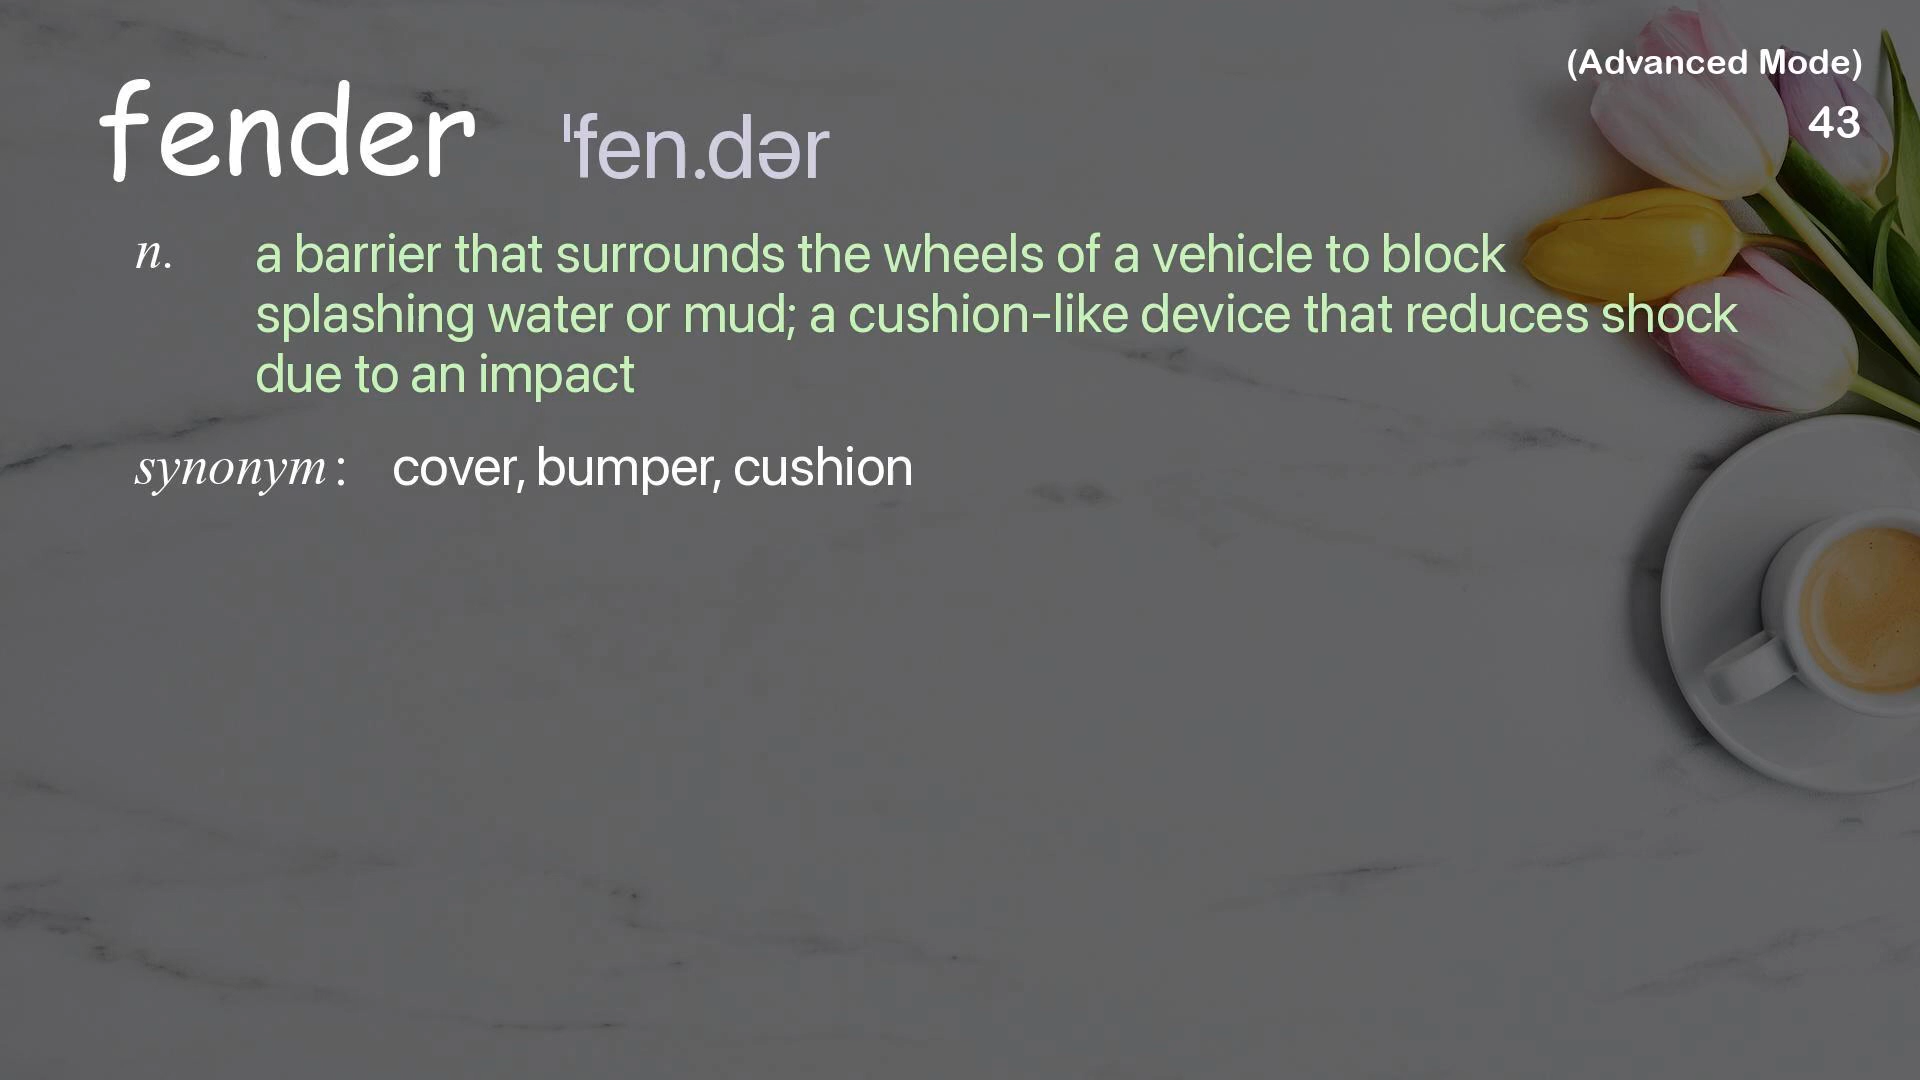 (Advanced Mode)
43
fender ˈfen.dər
n. a barrier that surrounds the wheels of a vehicle to block
splashing water or mud; a cushion-like device that reduces shock
due to an impact
synonym: cover, bumper, cushion